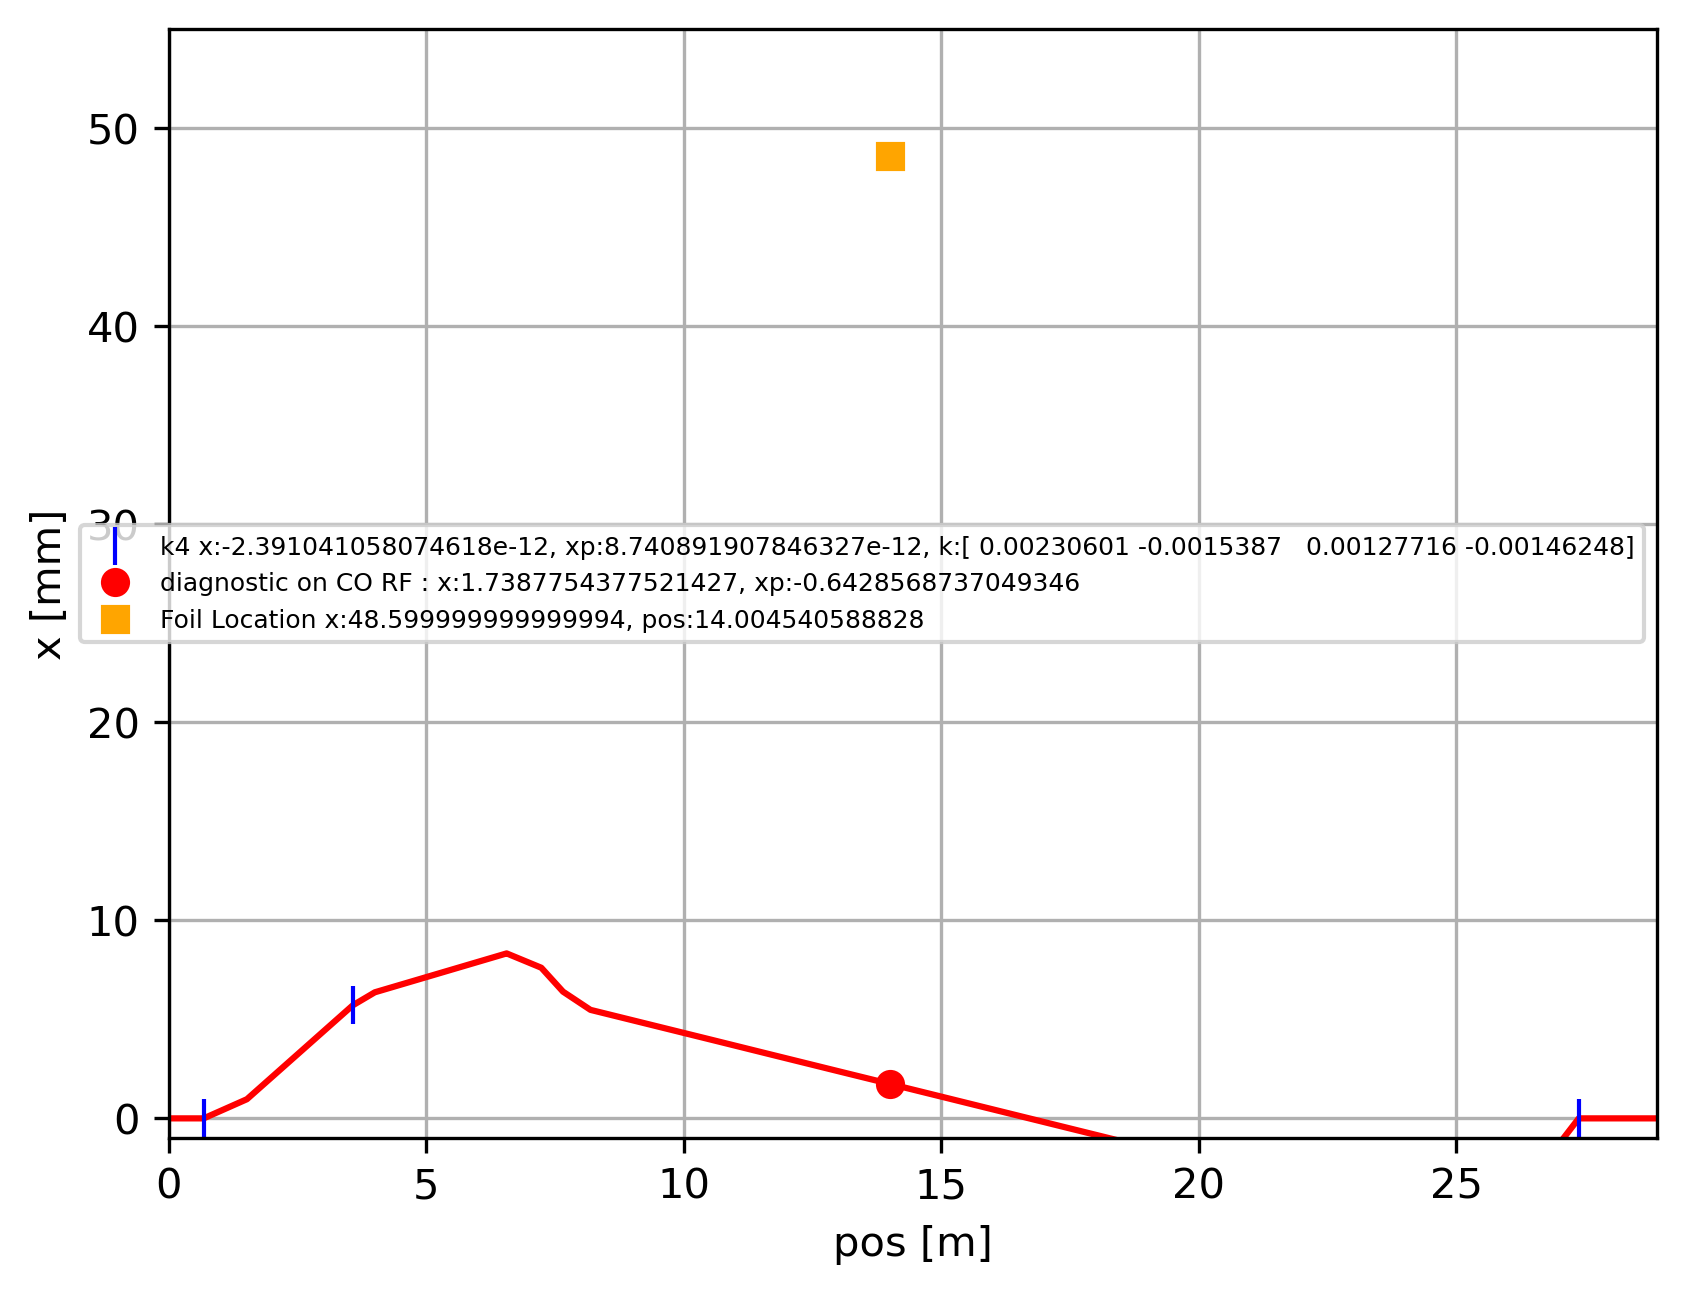 50
40
30
k4 x:-2.391041058074618e-12, xp:8.740891907846327e-12, k:[ 0.00230601 -0.0015387 0.00127716 -0.00146248]
diagnostic on CO RF : x:1.7387754377521427, xp:-0.6428568737049346
Foil Location x:48.599999999999994, pos:14.004540588828
x [mm]
20
10
0
0 5 10 15 20 25
pos [m]